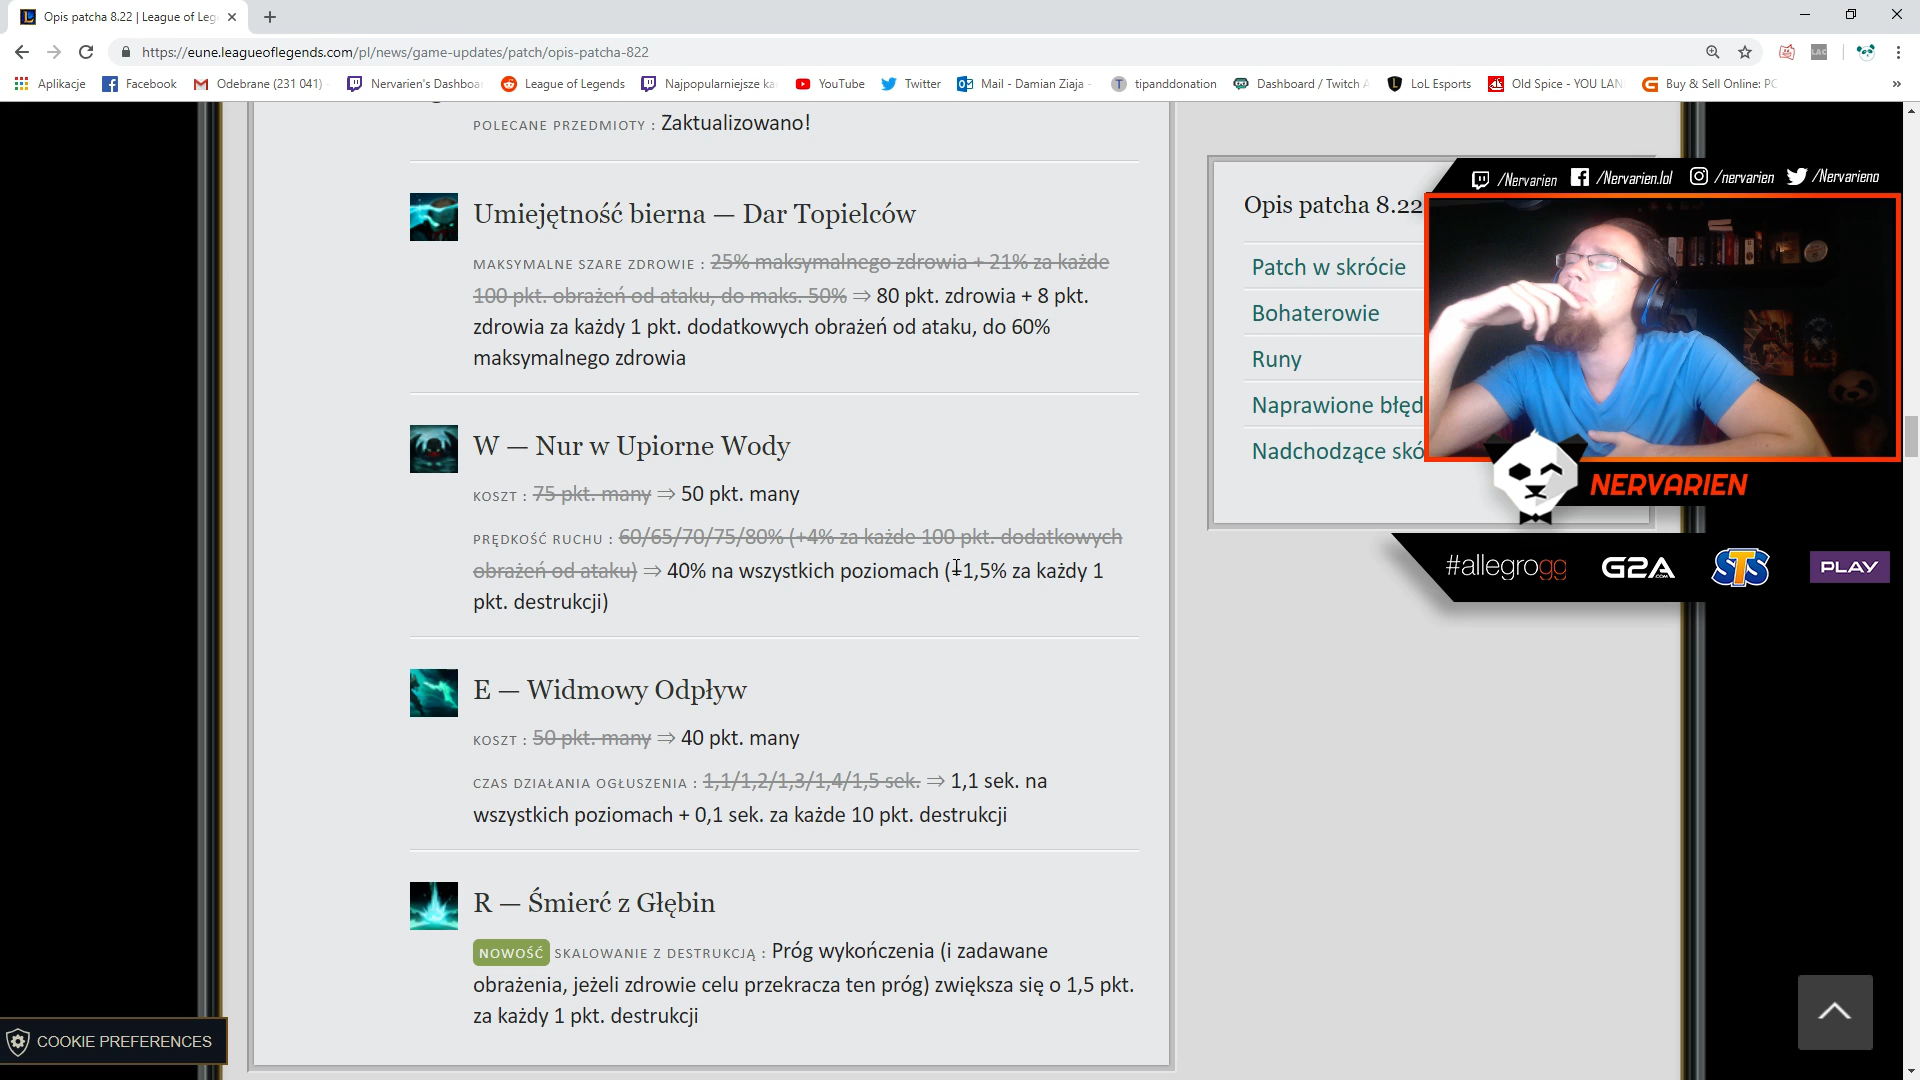 Opis patcha 8.22 | League of Leg
https://eune.leagueoflegends.com/pl/news/game-updates/patch/opis-patcha-822
Aplikacje Facebook Odebrane (231 041) - Nervarien's Dashboa League of Legends Najpopularniejsze ka YouTube Twitter Mail - Damian Ziaja - tipanddonation Dashboard / Twitch A LoL Esports Old Spice - YOU LAN Buy & Sell Online: PC »
POLECANE PRZEDMIOTY : Zaktualizowano!
Umiejętność bierna — Dar Topielców
MAKSYMALNE SZARE ZDROWIE : 25% maksymalnego zdrowia + 21% za każde
100 pkt. obrażeń od ataku, do maks. 50% ⇒ 80 pkt. zdrowia + 8 pkt.
zdrowia za każdy 1 pkt. dodatkowych obrażeń od ataku, do 60%
maksymalnego zdrowia
W — Nur w Upiorne Wody
KOSZT : 75 pkt. many ⇒ 50 pkt. many
PRĘDKOŚĆ RUCHU : 60/65/70/75/80% (+4% za każde 100 pkt. dodatkowych
obrażeń od ataku) ⇒ 40% na wszystkich poziomach (+1,5% za każdy 1
pkt. destrukcji)
E — Widmowy Odpływ
KOSZT : 50 pkt. many ⇒ 40 pkt. many
CZAS DZIAŁANIA OGŁUSZENIA : 1,1/1,2/1,3/1,4/1,5 sek. ⇒ 1,1 sek. na
wszystkich poziomach + 0,1 sek. za każde 10 pkt. destrukcji
R — Śmierć z Głębin
NOWOŚĆ SKALOWANIE Z DESTRUKCJĄ : Próg wykończenia (i zadawane
obrażenia, jeżeli zdrowie celu przekracza ten próg) zwiększa się o 1,5 pkt.
za każdy 1 pkt. destrukcji
Opis patcha 8.22
Patch w skrócie
Bohaterowie
Runy
Naprawione błęd
Nadchodzące skó
/Nervarien /Nervarien.lol /nervarien /Nervarieno
NERVARIEN
#allegrogg G2A.COM STS PLAY
COOKIE PREFERENCES